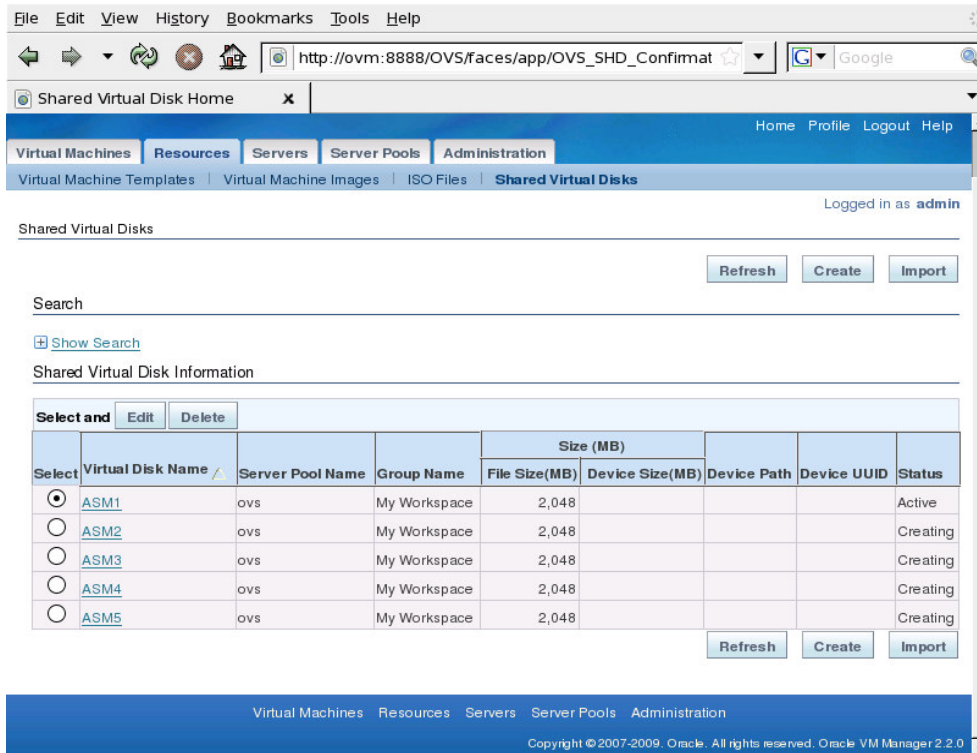 File Edit View History Bookmarks Tools Help
http://ovm:8888/OVS/faces/app/OVS_SHD_Confirmat G Google
Shared Virtual Disk Home x
Home Profile Logout Help
Virtual Machines Resources Servers Server Pools Administration
Virtual Machine Templates | Virtual Machine Images | ISO Files | Shared Virtual Disks
Logged in as admin
Shared Virtual Disks
Refresh Create Import
Search
Show Search
Shared Virtual Disk Information
Select and Edit Delete
Size (MB)
Select Virtual Disk Name Server Pool Name Group Name File Size(MB) Device Size(MB) Device Path Device UUID Status
ASM1 ovs My Workspace 2,048 Active
ASM2 ovs My Workspace 2,048 Creating
ASM3 ovs My Workspace 2,048 Creating
ASM4 ovs My Workspace 2,048 Creating
ASM5 ovs My Workspace 2,048 Creating
Refresh Create Import
Virtual Machines Resources Servers Server Pools Administration
Copyright ©2007-2009. Oracle. All rights reserved. Oracle VM Manager 2.2.0